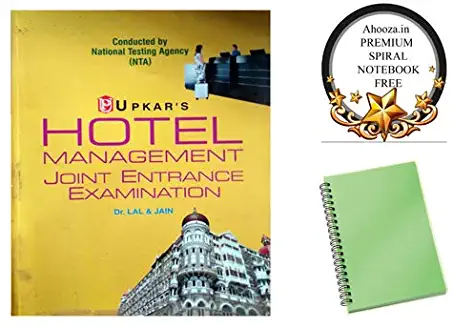 Conducted by
National Testing Agency
(NTA)
UPKAR'S
HOTEL
MANAGEMENT
JOINT ENTRANCE
EXAMINATION
Dr. LAL & JAIN
Ahooza.in
PREMIUM
SPIRAL
NOTEBOOK
FREE